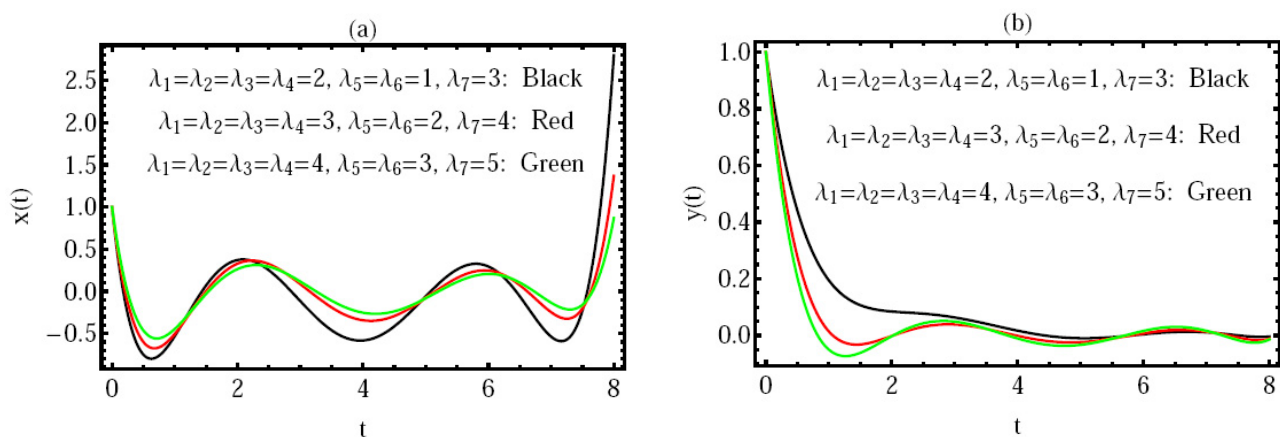 (a)
λ1=λ2=λ3=λ4=2, λ5=λ6=1, λ7=3: Black
λ1=λ2=λ3=λ4=3, λ5=λ6=2, λ7=4: Red
λ1=λ2=λ3=λ4=4, λ5=λ6=3, λ7=5: Green
x(t)
2.5
2.0
1.5
1.0
0.5
0.0
−0.5
0 2 4 6 8
t
(b)
λ1=λ2=λ3=λ4=2, λ5=λ6=1, λ7=3: Black
λ1=λ2=λ3=λ4=3, λ5=λ6=2, λ7=4: Red
λ1=λ2=λ3=λ4=4, λ5=λ6=3, λ7=5: Green
y(t)
1.0
0.8
0.6
0.4
0.2
0.0
0 2 4 6 8
t